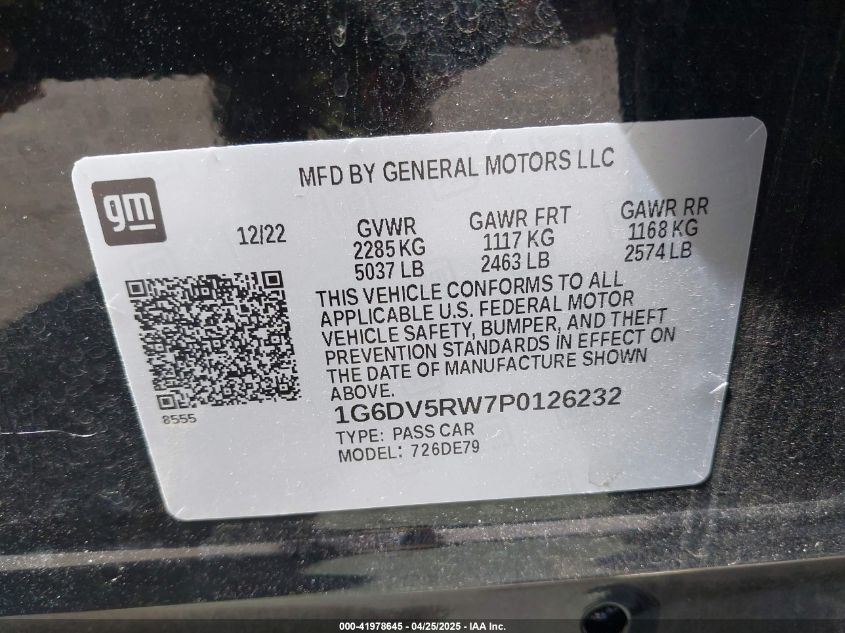 MFD BY GENERAL MOTORS LLC
gm
12/22
GVWR
2285 KG
5037 LB
GAWR FRT
1117 KG
2463 LB
GAWR RR
1168 KG
2574 LB
THIS VEHICLE CONFORMS TO ALL
APPLICABLE U.S. FEDERAL MOTOR
VEHICLE SAFETY, BUMPER, AND THEFT
PREVENTION STANDARDS IN EFFECT ON
THE DATE OF MANUFACTURE SHOWN
ABOVE.
8555
1G6DV5RW7P0126232
TYPE: PASS CAR
MODEL: 726DE79
000-41978645 - 04/25/2025 - IAA Inc.